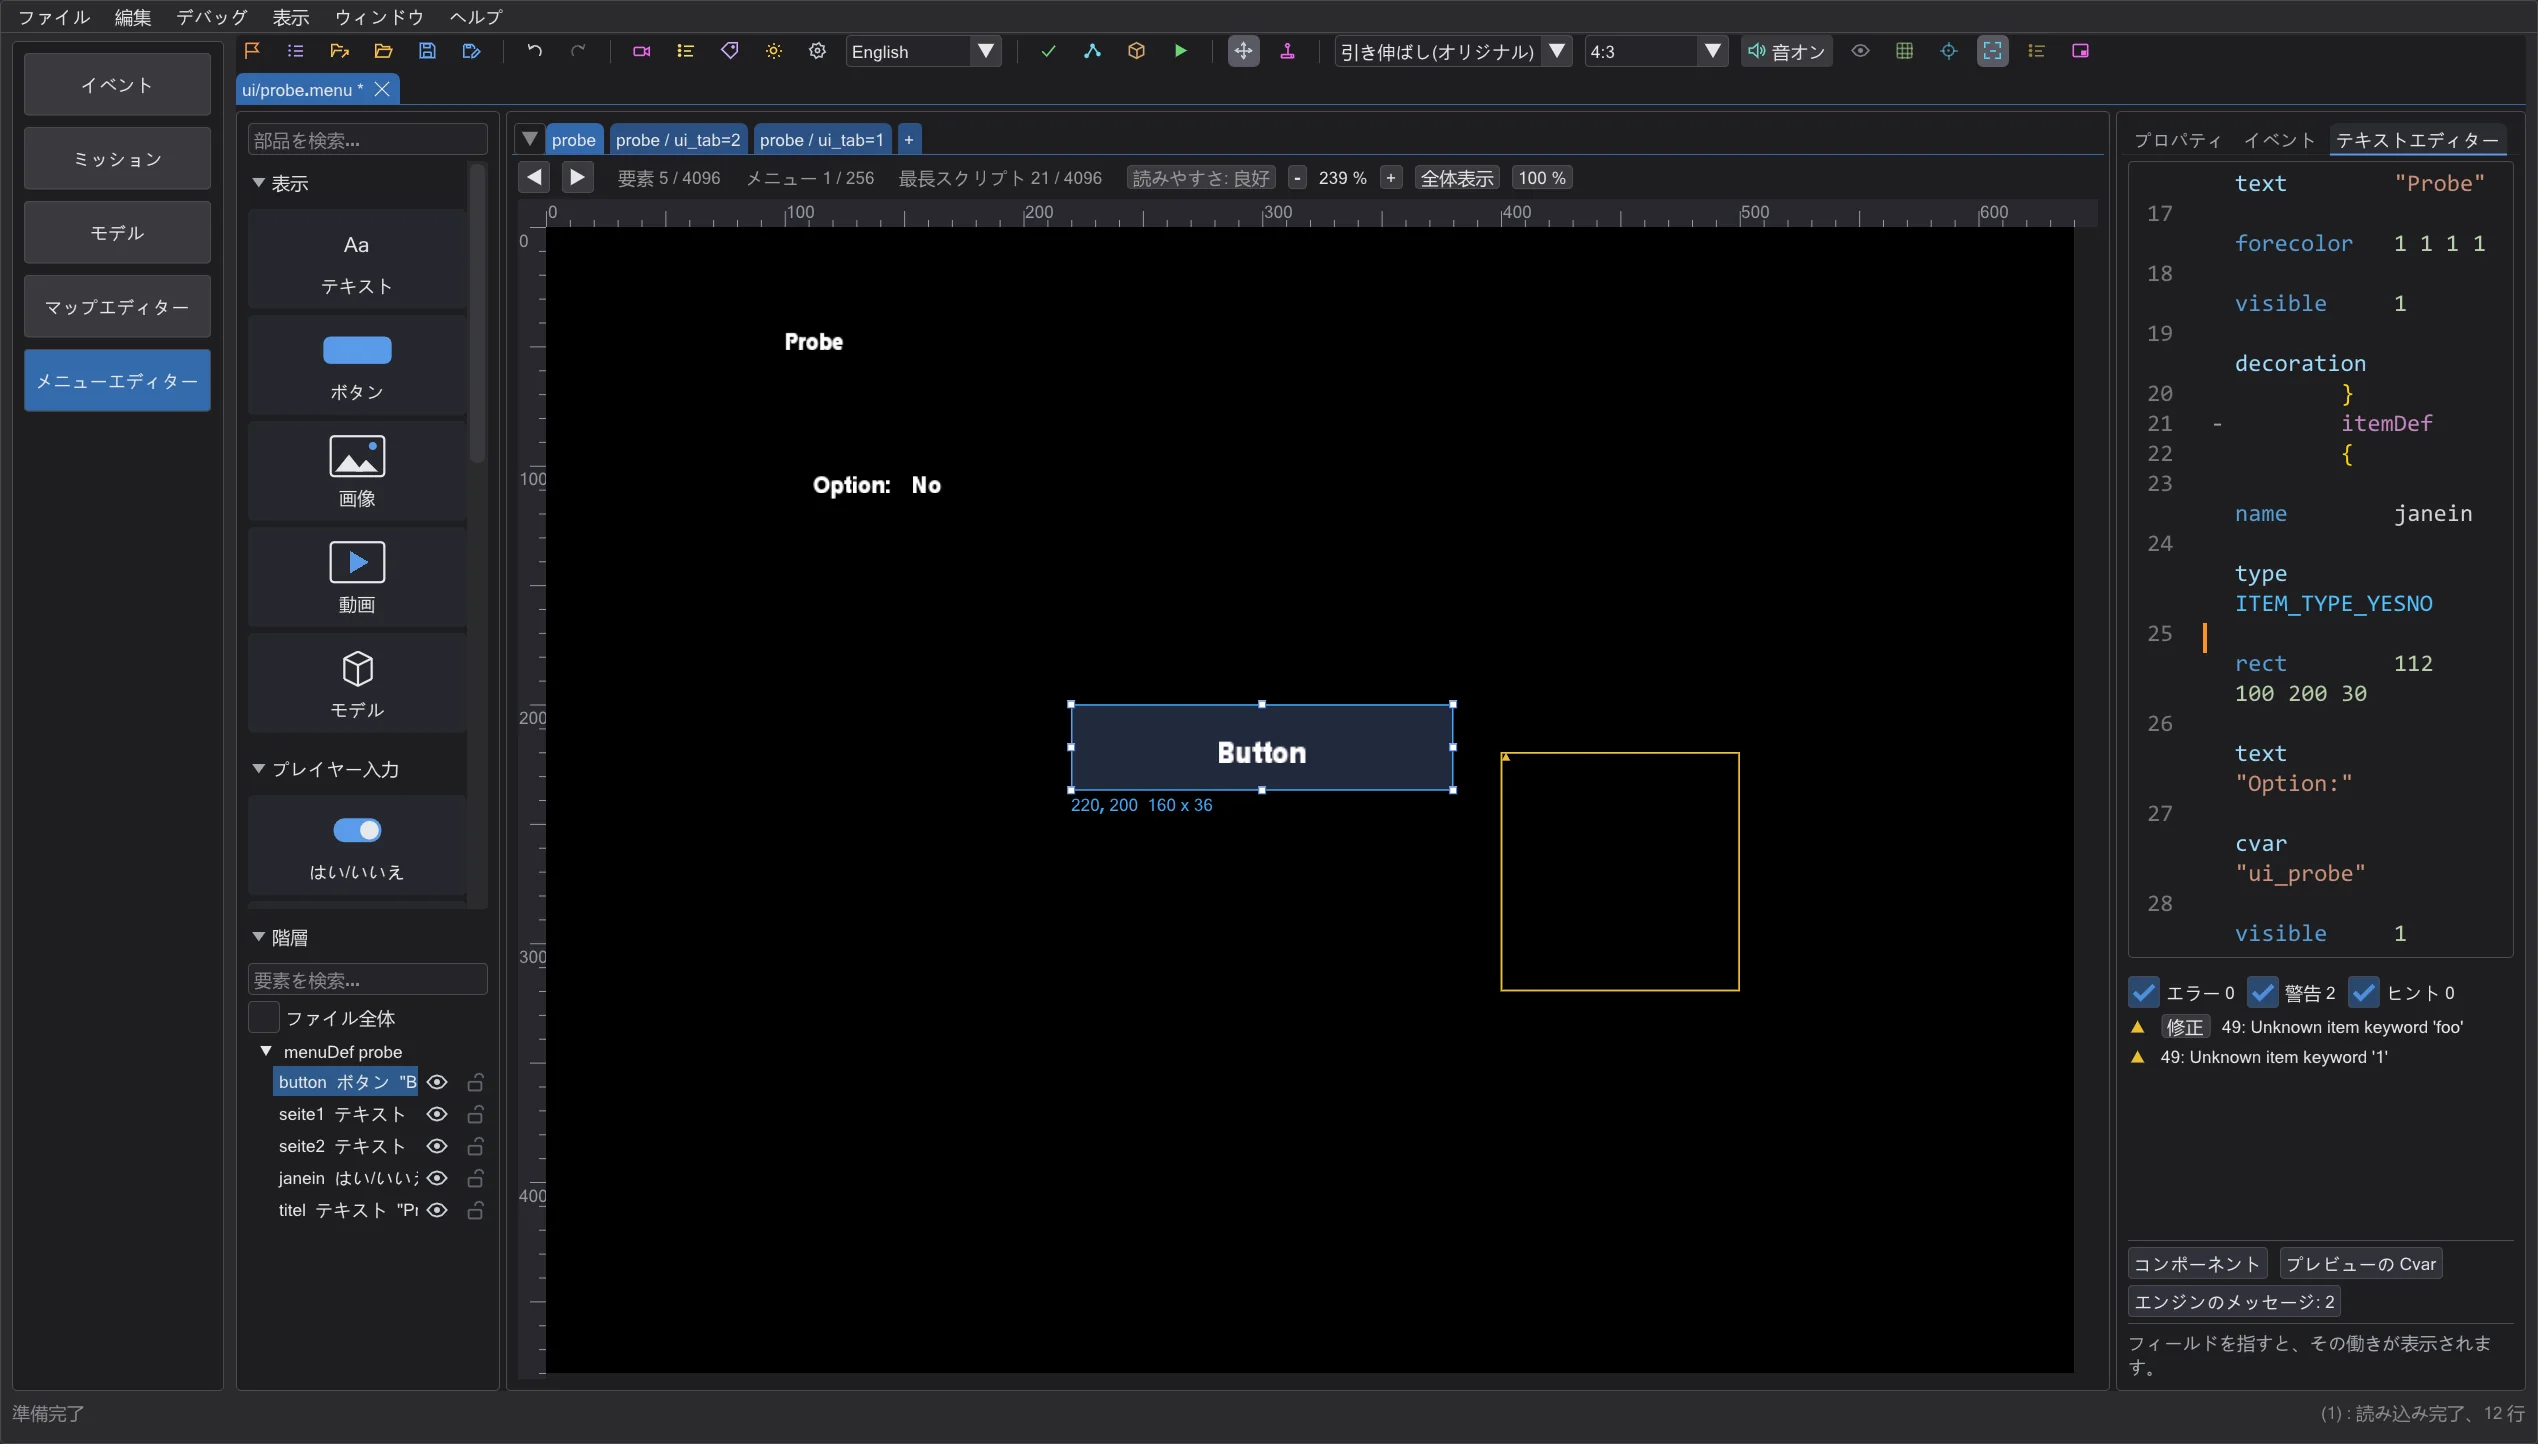 ファイル 編集 デバッグ 表示 ウィンドウ ヘルプ
イベント
ミッション
モデル
マップエディター
メニューエディター
English
引き伸ばし(オリジナル)
4:3
音オン
ui/probe.menu *
部品を検索...
表示
Aa
テキスト
ボタン
画像
動画
モデル
プレイヤー入力
はい/いいえ
階層
要素を検索...
ファイル全体
menuDef probe
button ボタン "B
seite1 テキスト
seite2 テキスト
janein はい/いい
titel テキスト "Pr
probe
probe / ui_tab=2
probe / ui_tab=1
+
要素 5 / 4096
メニュー 1 / 256
最長スクリプト 21 / 4096
読みやすさ: 良好
-
239 %
+
全体表示
100 %
0 100 200 300 400 500 600
0
100
200
300
400
Probe
Option: No
Button
220, 200 160 x 36
プロパティ イベント テキストエディター
text "Probe"
17
forecolor 1 1 1 1
18
visible 1
19
decoration
20 }
21 - itemDef
22 {
23
name janein
24
type
ITEM_TYPE_YESNO
25
rect 112
100 200 30
26
text
"Option:"
27
cvar
"ui_probe"
28
visible 1
エラー 0 警告 2 ヒント 0
修正 49: Unknown item keyword 'foo'
49: Unknown item keyword '1'
コンポーネント
プレビューの Cvar
エンジンのメッセージ: 2
フィールドを指すと、その働きが表示されま
す。
準備完了
(1) : 読み込み完了、12 行